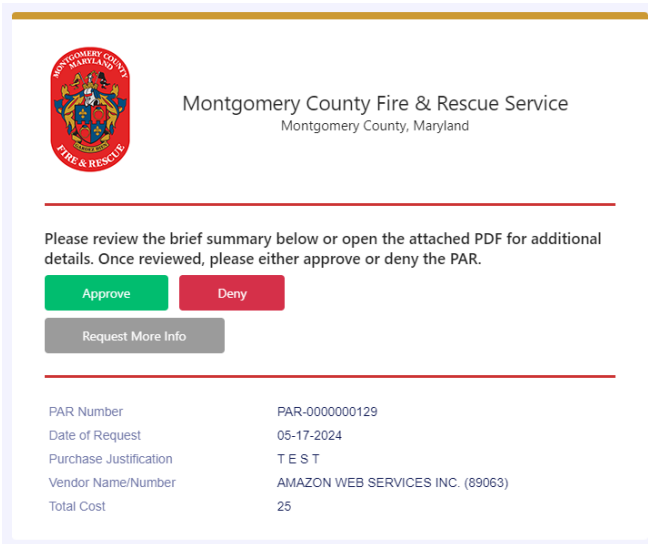 MONTGOMERY COUNTY
MARYLAND
FIRE & RESCUE
Montgomery County Fire & Rescue Service
Montgomery County, Maryland
Please review the brief summary below or open the attached PDF for additional
details. Once reviewed, please either approve or deny the PAR.
Approve Deny
Request More Info
PAR Number PAR-0000000129
Date of Request 05-17-2024
Purchase Justification T E S T
Vendor Name/Number AMAZON WEB SERVICES INC. (89063)
Total Cost 25